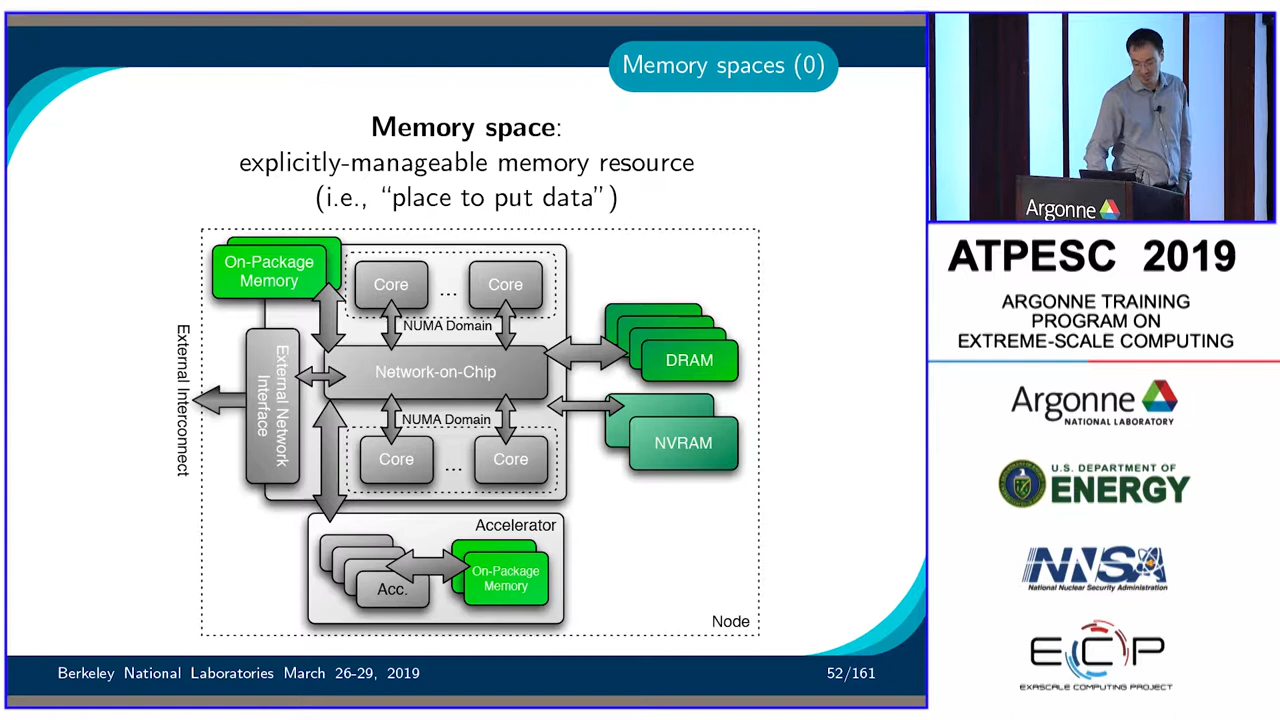 Memory spaces (0)
Memory space:
explicitly-manageable memory resource
(i.e., “place to put data”)
On-Package
Memory
Core
...
Core
NUMA Domain
External Interconnect
External Network
Interface
Network-on-Chip
DRAM
NUMA Domain
NVRAM
Core
...
Core
Accelerator
Acc.
On-Package
Memory
Node
Berkeley National Laboratories March 26-29, 2019
52/161
Argonne
ATPESC 2019
ARGONNE TRAINING
PROGRAM ON
EXTREME-SCALE COMPUTING
Argonne
NATIONAL LABORATORY
U.S. DEPARTMENT OF
ENERGY
NNSA
National Nuclear Security Administration
ECP
EXASCALE COMPUTING PROJECT